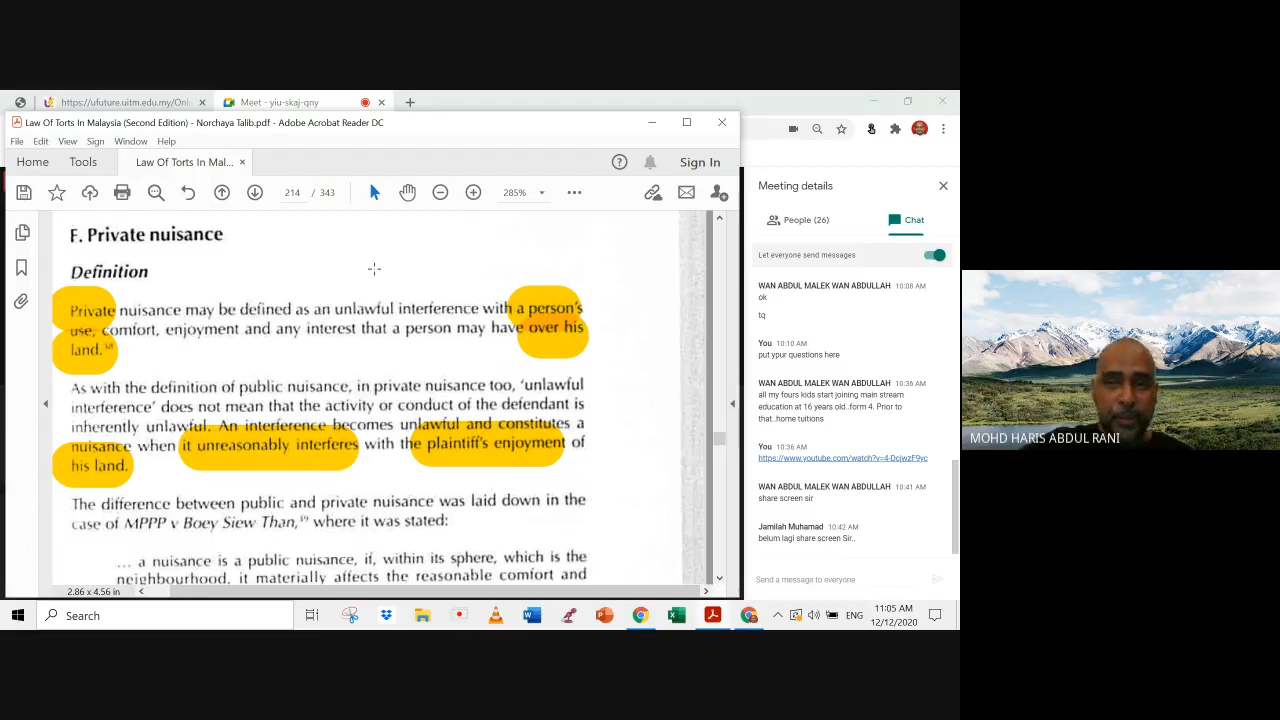 https://ufuture.uitm.edu.my/Onl
Meet - yiu-skaj-qny
Law Of Torts In Malaysia (Second Edition) - Norchaya Talib.pdf - Adobe Acrobat Reader DC
File Edit View Sign Window Help
Home Tools Law Of Torts In Mal... Sign In
214 / 343 285%
F. Private nuisance
Definition
Private nuisance may be defined as an unlawful interference with a person's
use, comfort, enjoyment and any interest that a person may have over his
land.18
As with the definition of public nuisance, in private nuisance too, 'unlawful
interference' does not mean that the activity or conduct of the defendant is
inherently unlawful. An interference becomes unlawful and constitutes a
nuisance when it unreasonably interferes with the plaintiff's enjoyment of
his land.
The difference between public and private nuisance was laid down in the
case of MPPP v Boey Siew Than,19 where it was stated:
... a nuisance is a public nuisance, if, within its sphere, which is the
neighbourhood, it materially affects the reasonable comfort and
2.86 x 4.56 in
Meeting details
People (26) Chat
Let everyone send messages
WAN ABDUL MALEK WAN ABDULLAH 10:08 AM
ok
tq
You 10:10 AM
put ypur questions here
WAN ABDUL MALEK WAN ABDULLAH 10:36 AM
all my fours kids start joining main stream
education at 16 years old..form 4. Prior to
that..home tuitions
You 10:36 AM
https://www.youtube.com/watch?v=4-DcjwzF9yc
WAN ABDUL MALEK WAN ABDULLAH 10:41 AM
share screen sir
Jamilah Muhamad 10:42 AM
belum lagi share screen Sir..
Send a message to everyone
MOHD HARIS ABDUL RANI
Search
ENG
11:05 AM
12/12/2020